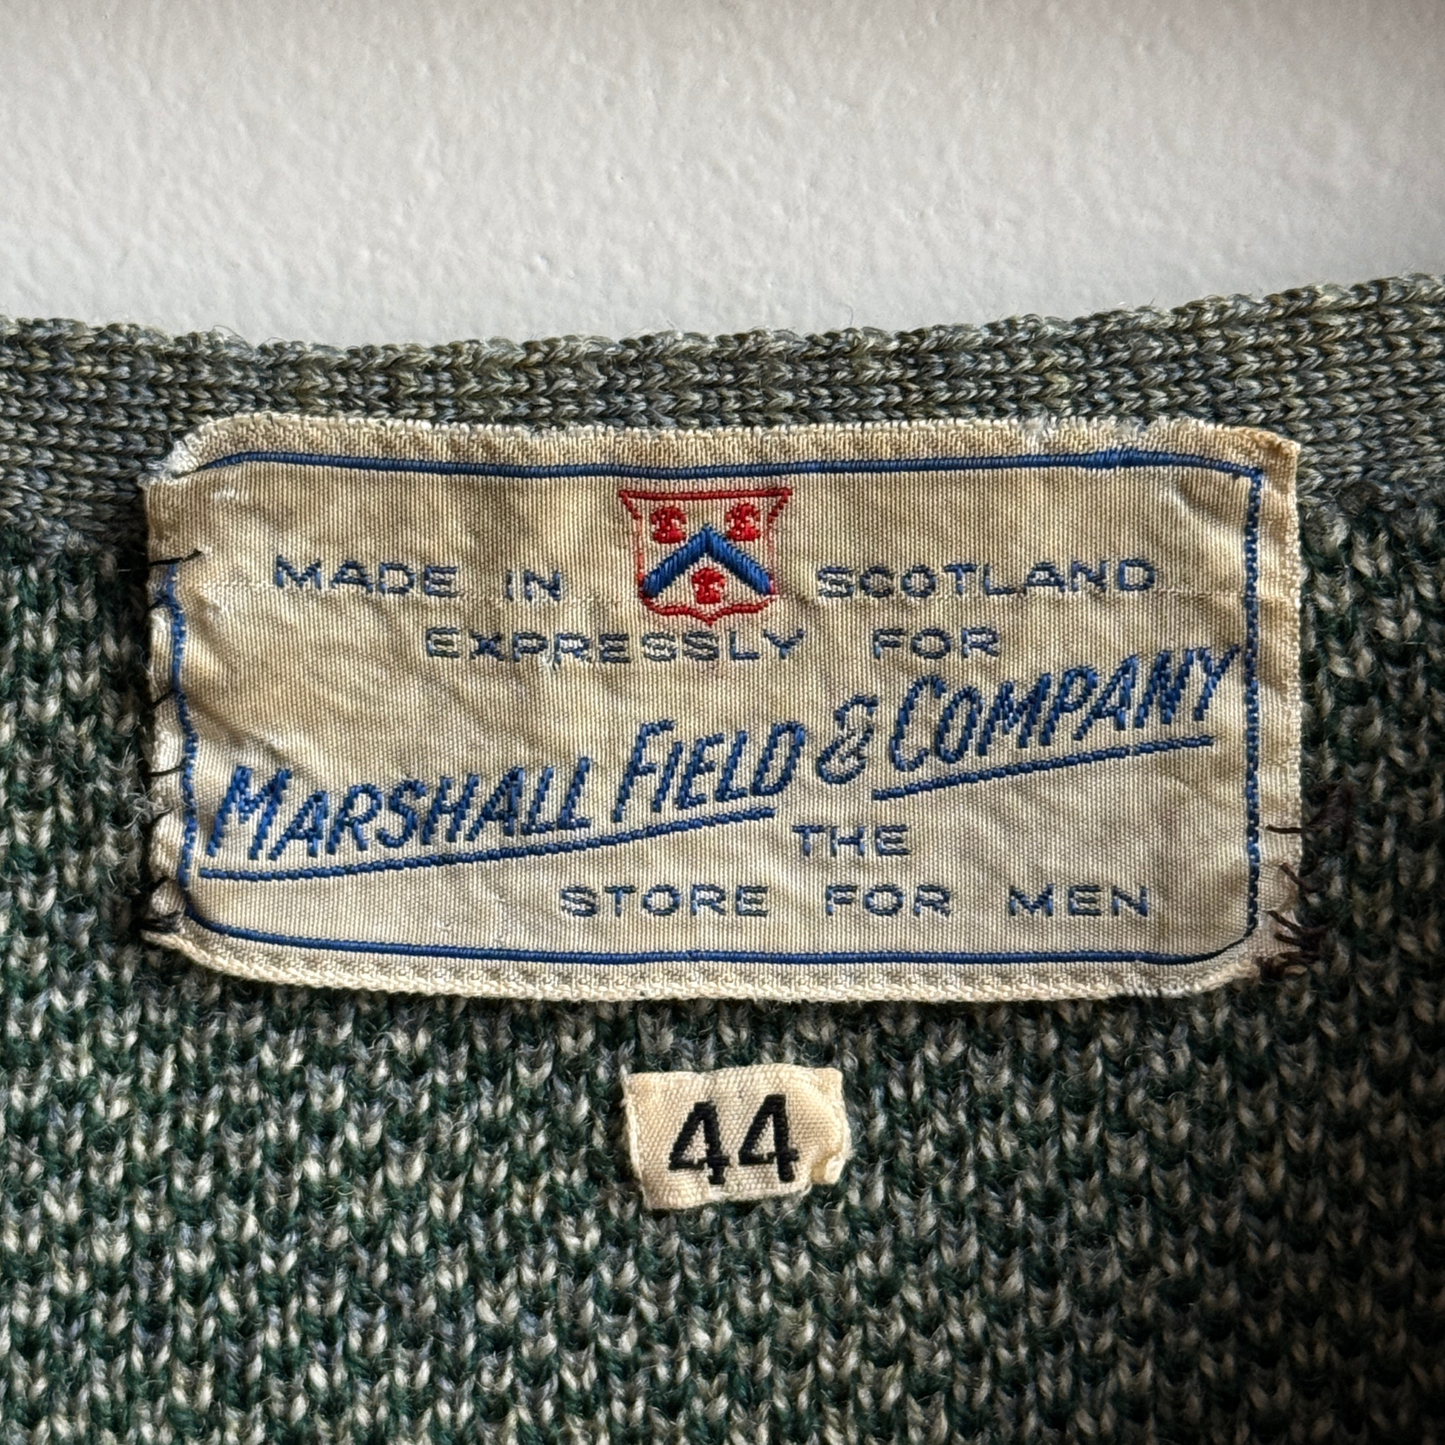 MADE IN SCOTLAND
EXPRESSLY FOR
MARSHALL FIELD & COMPANY
THE
STORE FOR MEN
44